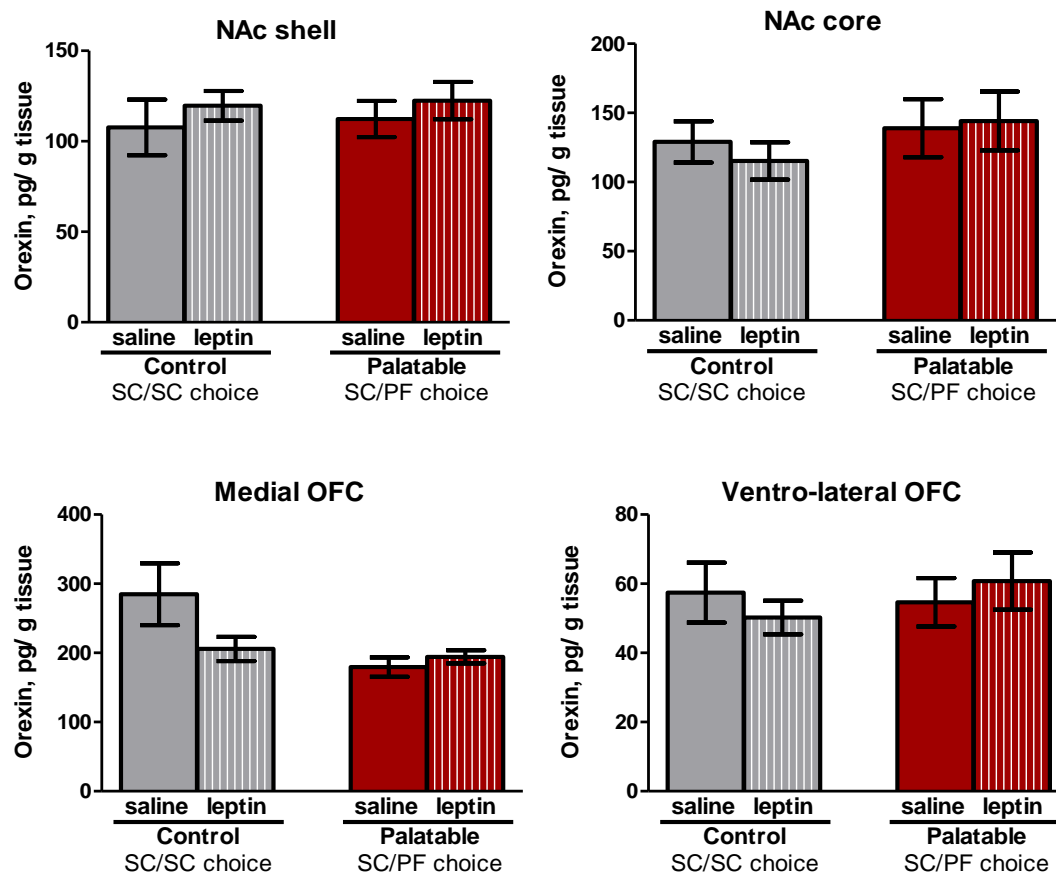 NAc shell
Orexin, pg/ g tissue
150
100
50
0
saline leptin saline leptin
Control Palatable
SC/SC choice SC/PF choice
NAc core
Orexin, pg/ g tissue
200
150
100
50
0
saline leptin saline leptin
Control Palatable
SC/SC choice SC/PF choice
Medial OFC
Orexin, pg/ g tissue
400
300
200
100
0
saline leptin saline leptin
Control Palatable
SC/SC choice SC/PF choice
Ventro-lateral OFC
Orexin, pg/ g tissue
80
60
40
20
0
saline leptin saline leptin
Control Palatable
SC/SC choice SC/PF choice